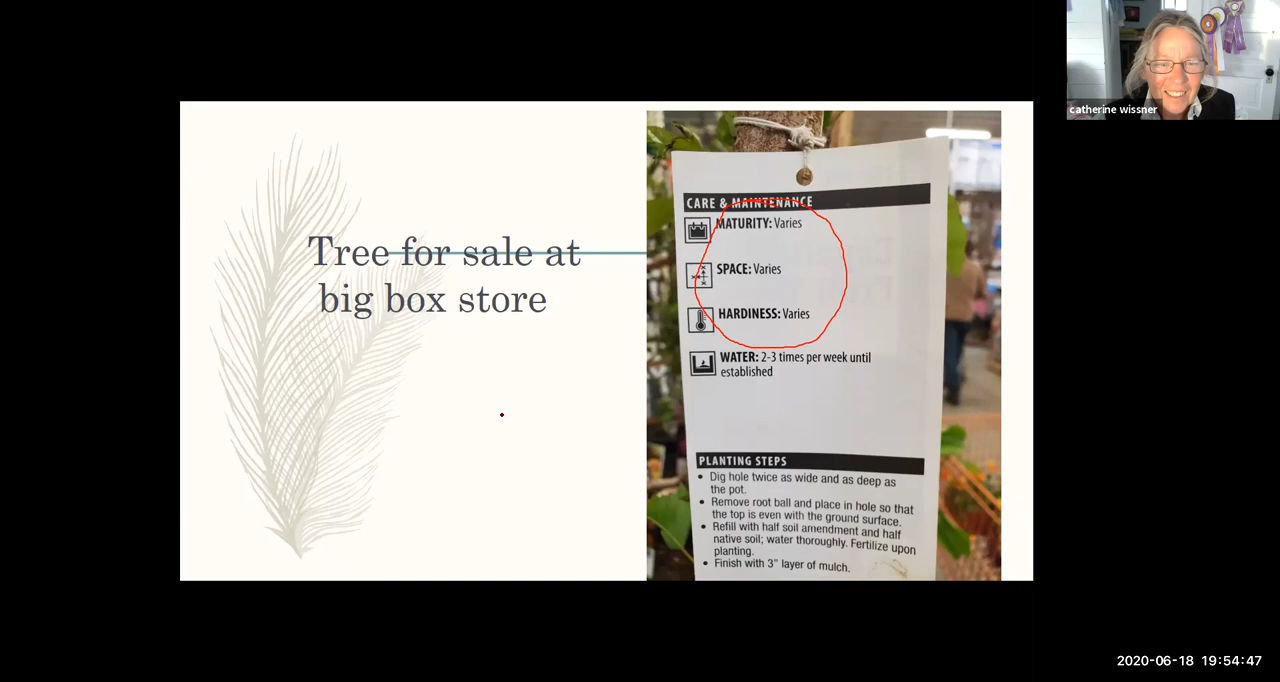 catherine wissner
Tree for sale at
big box store
CARE & MAINTENANCE
MATURITY: Varies
SPACE: Varies
HARDINESS: Varies
WATER: 2-3 times per week until
established
PLANTING STEPS
• Dig hole twice as wide and as deep as
the pot.
• Remove root ball and place in hole so that
the top is even with the ground surface.
• Refill with half soil amendment and half
native soil; water thoroughly. Fertilize upon
planting.
• Finish with 3" layer of mulch.
2020-06-18 19:54:47